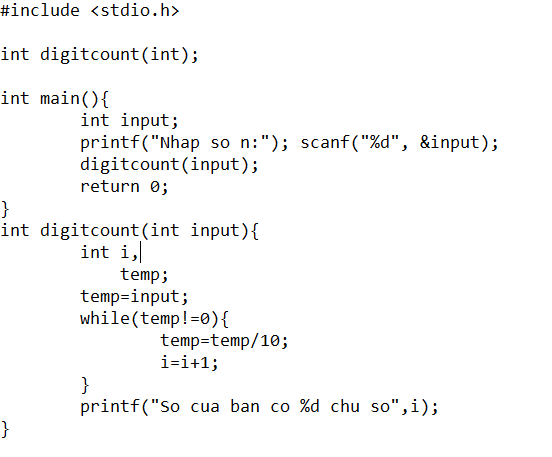 #include <stdio.h>

int digitcount(int);

int main(){
        int input;
        printf("Nhap so n:"); scanf("%d", &input);
        digitcount(input);
        return 0;
}
int digitcount(int input){
        int i,
            temp;
        temp=input;
        while(temp!=0){
                temp=temp/10;
                i=i+1;
        }
        printf("So cua ban co %d chu so",i);
}